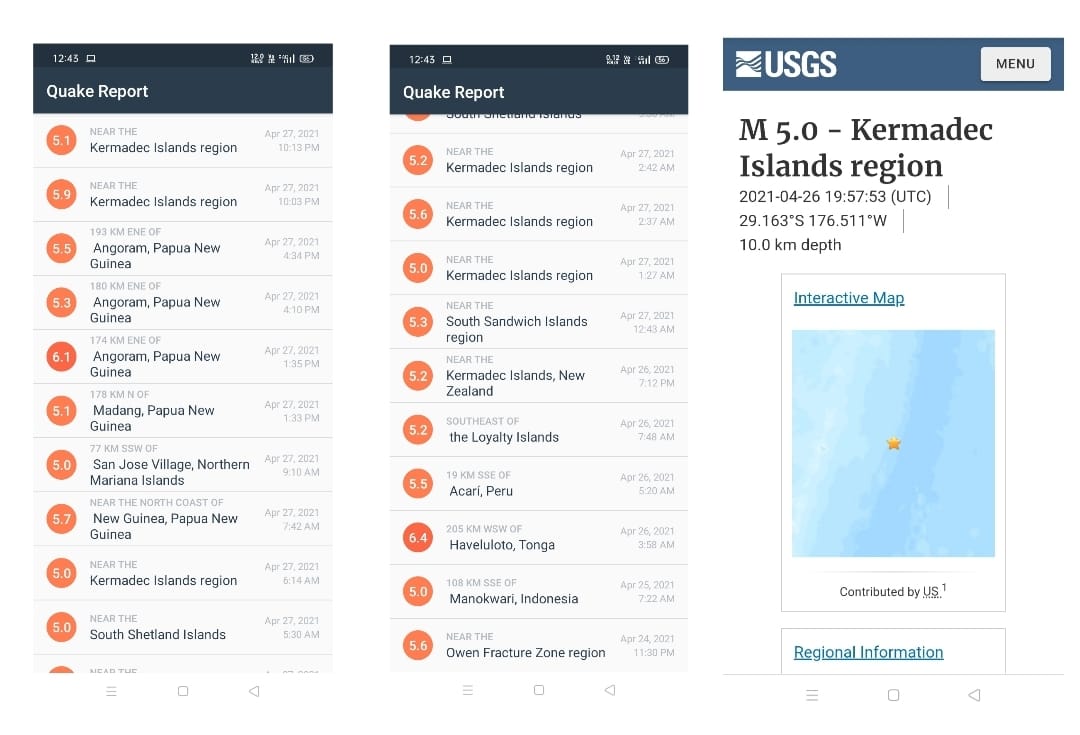 12:43
Quake Report
5.1
NEAR THE
Kermadec Islands region
Apr 27, 2021
10:13 PM
5.9
NEAR THE
Kermadec Islands region
Apr 27, 2021
10:03 PM
5.5
193 KM ENE OF
Angoram, Papua New
Guinea
Apr 27, 2021
4:34 PM
5.3
180 KM ENE OF
Angoram, Papua New
Guinea
Apr 27, 2021
4:10 PM
6.1
174 KM ENE OF
Angoram, Papua New
Guinea
Apr 27, 2021
1:35 PM
5.1
178 KM N OF
Madang, Papua New
Guinea
Apr 27, 2021
1:33 PM
5.0
77 KM SSW OF
San Jose Village, Northern
Mariana Islands
Apr 27, 2021
9:10 AM
5.7
NEAR THE NORTH COAST OF
New Guinea, Papua New
Guinea
Apr 27, 2021
7:42 AM
5.0
NEAR THE
Kermadec Islands region
Apr 27, 2021
6:14 AM
5.0
NEAR THE
South Shetland Islands
Apr 27, 2021
5:30 AM
NEAR THE
12:43
Quake Report
South Shetland Islands
5.2
NEAR THE
Kermadec Islands region
Apr 27, 2021
2:42 AM
5.6
NEAR THE
Kermadec Islands region
Apr 27, 2021
2:37 AM
5.0
NEAR THE
Kermadec Islands region
Apr 27, 2021
1:27 AM
5.3
NEAR THE
South Sandwich Islands
region
Apr 27, 2021
12:43 AM
5.2
NEAR THE
Kermadec Islands, New
Zealand
Apr 26, 2021
7:12 PM
5.2
SOUTHEAST OF
the Loyalty Islands
Apr 26, 2021
7:48 AM
5.5
19 KM SSE OF
Acarí, Peru
Apr 26, 2021
5:20 AM
6.4
205 KM WSW OF
Haveluloto, Tonga
Apr 26, 2021
3:58 AM
5.0
108 KM SSE OF
Manokwari, Indonesia
Apr 25, 2021
7:22 AM
5.6
NEAR THE
Owen Fracture Zone region
Apr 24, 2021
11:30 PM
USGS
MENU
M 5.0 - Kermadec
Islands region
2021-04-26 19:57:53 (UTC)
29.163°S 176.511°W
10.0 km depth
Interactive Map
Contributed by US 1
Regional Information